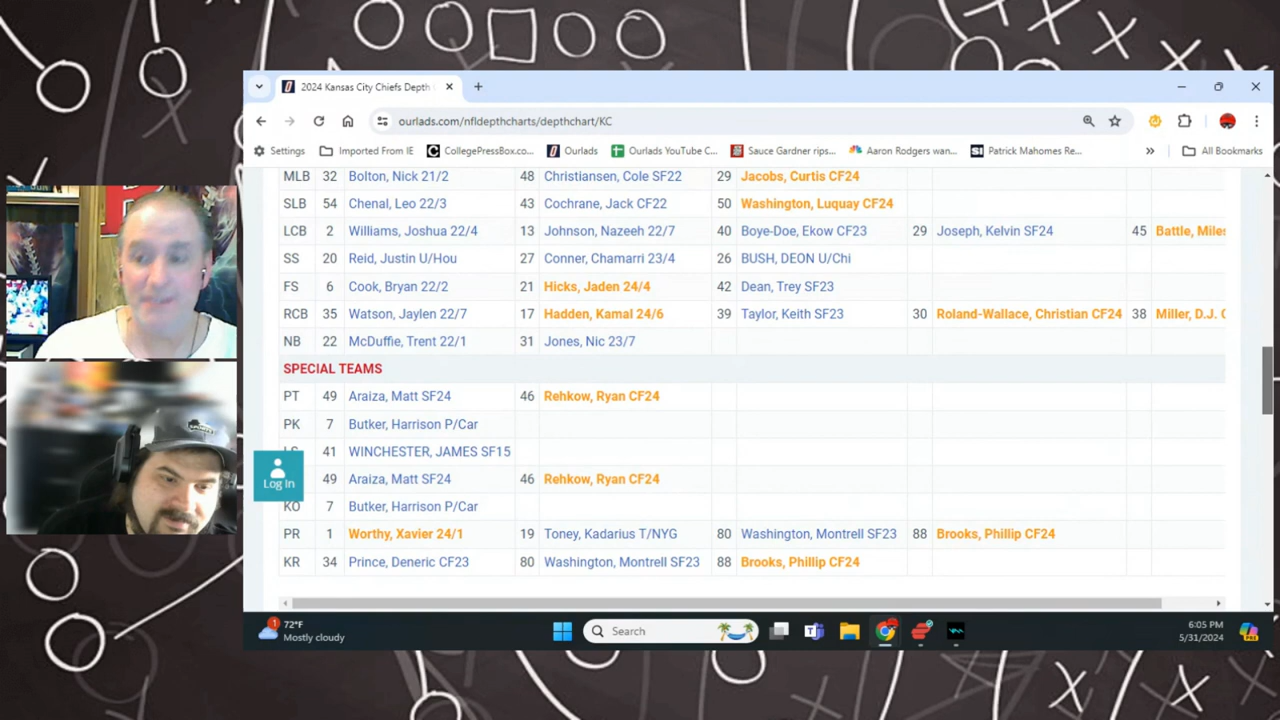 2024 Kansas City Chiefs Depth
ourlads.com/nfldepthcharts/depthchart/KC
Settings Imported From IE CollegePressBox.co... Ourlads Ourlads YouTube C... Sauce Gardner rips... Aaron Rodgers wan... Patrick Mahomes Re... » All Bookmarks
MLB 32 Bolton, Nick 21/2 48 Christiansen, Cole SF22 29 Jacobs, Curtis CF24
SLB 54 Chenal, Leo 22/3 43 Cochrane, Jack CF22 50 Washington, Luquay CF24
LCB 2 Williams, Joshua 22/4 13 Johnson, Nazeeh 22/7 40 Boye-Doe, Ekow CF23 29 Joseph, Kelvin SF24 45 Battle, Miles
SS 20 Reid, Justin U/Hou 27 Conner, Chamarri 23/4 26 BUSH, DEON U/Chi
FS 6 Cook, Bryan 22/2 21 Hicks, Jaden 24/4 42 Dean, Trey SF23
RCB 35 Watson, Jaylen 22/7 17 Hadden, Kamal 24/6 39 Taylor, Keith SF23 30 Roland-Wallace, Christian CF24 38 Miller, D.J. C
NB 22 McDuffie, Trent 22/1 31 Jones, Nic 23/7
SPECIAL TEAMS
PT 49 Araiza, Matt SF24 46 Rehkow, Ryan CF24
PK 7 Butker, Harrison P/Car
LS 41 WINCHESTER, JAMES SF15
49 Araiza, Matt SF24 46 Rehkow, Ryan CF24
Log In
KO 7 Butker, Harrison P/Car
PR 1 Worthy, Xavier 24/1 19 Toney, Kadarius T/NYG 80 Washington, Montrell SF23 88 Brooks, Phillip CF24
KR 34 Prince, Deneric CF23 80 Washington, Montrell SF23 88 Brooks, Phillip CF24
1 72°F
Mostly cloudy
Search
6:05 PM
5/31/2024